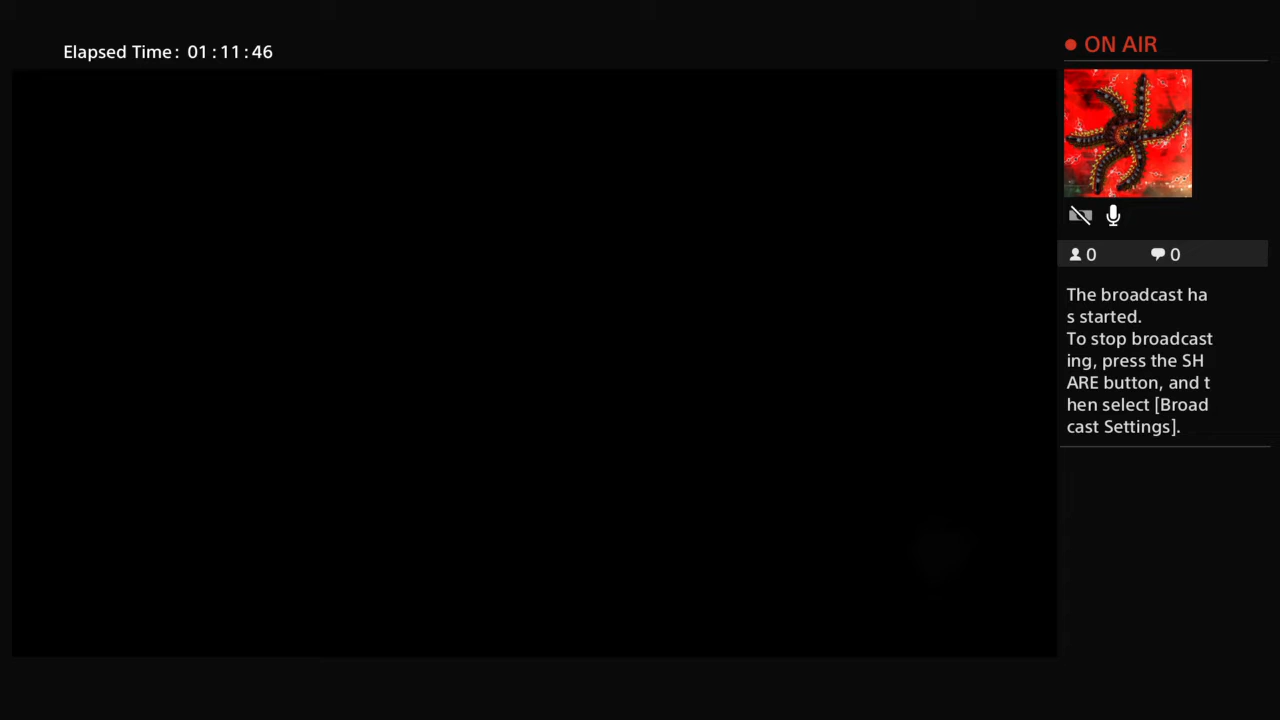 Elapsed Time: 01:11:46
ON AIR
0 0
The broadcast ha
s started.
To stop broadcast
ing, press the SH
ARE button, and t
hen select [Broad
cast Settings].